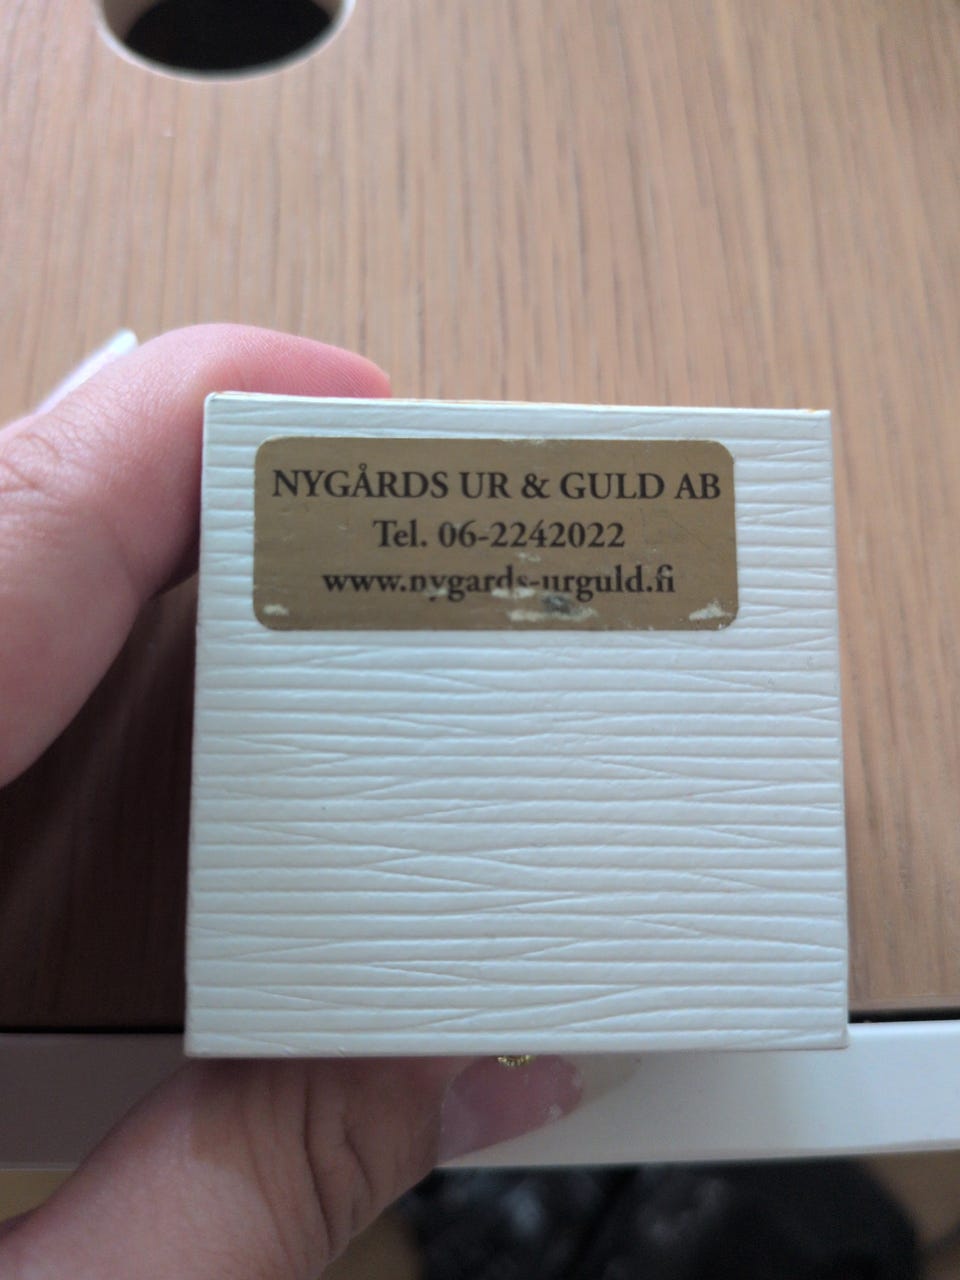 NYGÅRDS UR & GULD AB
Tel. 06-2242022
www.nygards-urguld.fi